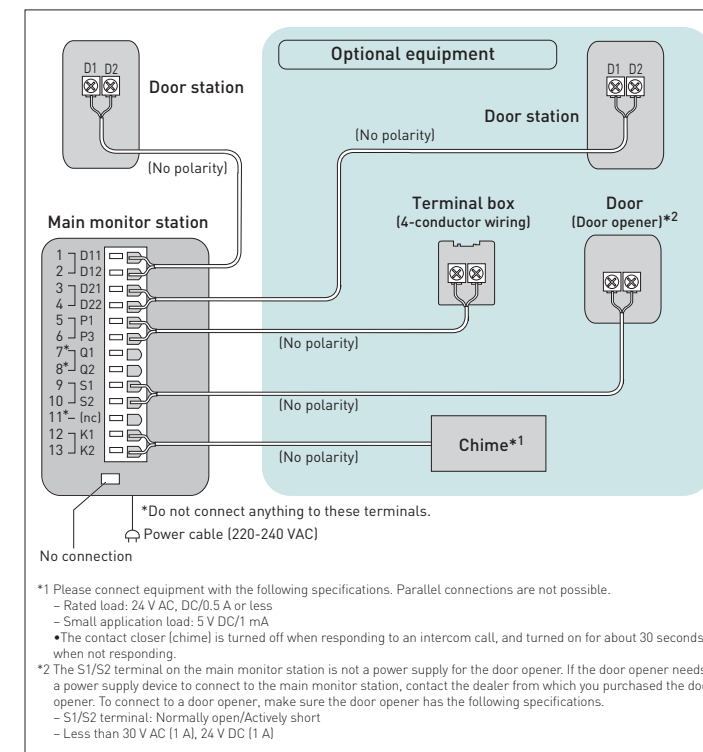 Optional equipment
D1 D2
Door station
(No polarity)
D1 D2
Door station
(No polarity)
Terminal box
(4-conductor wiring)
Door
(Door opener)*2
Main monitor station
1 D11
2 D12
3 D21
4 D22
5 P1
6 P3
7* Q1
8* Q2
9 S1
10 S2
11*– (nc)
12 K1
13 K2
(No polarity)
(No polarity)
(No polarity)
Chime*1
*Do not connect anything to these terminals.
Power cable (220-240 VAC)
No connection
*1 Please connect equipment with the following specifications. Parallel connections are not possible.
– Rated load: 24 V AC, DC/0.5 A or less
– Small application load: 5 V DC/1 mA
•The contact closer (chime) is turned off when responding to an intercom call, and turned on for about 30 seconds
when not responding.
*2 The S1/S2 terminal on the main monitor station is not a power supply for the door opener. If the door opener needs
a power supply device to connect to the main monitor station, contact the dealer from which you purchased the
opener. To connect to a door opener, make sure the door opener has the following specifications.
– S1/S2 terminal: Normally open/Actively short
– Less than 30 V AC (1 A), 24 V DC (1 A)